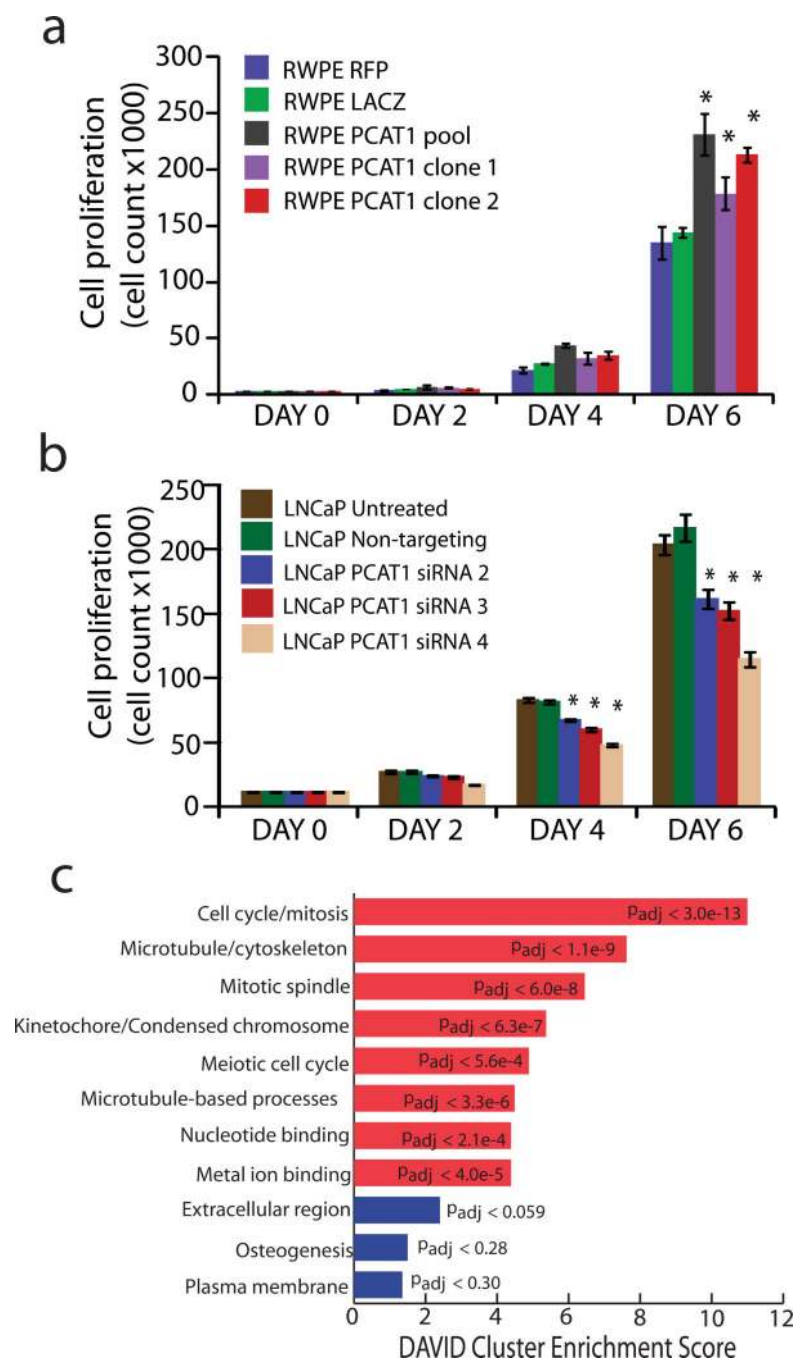 a
Cell proliferation
(cell count x1000)
300
250
200
150
100
50
0
RWPE RFP
RWPE LACZ
RWPE PCAT1 pool
RWPE PCAT1 clone 1
RWPE PCAT1 clone 2
* * *
DAY 0 DAY 2 DAY 4 DAY 6
b
Cell proliferation
(cell count x1000)
250
200
150
100
50
0
LNCaP Untreated
LNCaP Non-targeting
LNCaP PCAT1 siRNA 2
LNCaP PCAT1 siRNA 3
LNCaP PCAT1 siRNA 4
* * *
* * *
DAY 0 DAY 2 DAY 4 DAY 6
c
Cell cycle/mitosis Padj < 3.0e-13
Microtubule/cytoskeleton Padj < 1.1e-9
Mitotic spindle Padj < 6.0e-8
Kinetochore/Condensed chromosome Padj < 6.3e-7
Meiotic cell cycle Padj < 5.6e-4
Microtubule-based processes Padj < 3.3e-6
Nucleotide binding Padj < 2.1e-4
Metal ion binding Padj < 4.0e-5
Extracellular region Padj < 0.059
Osteogenesis Padj < 0.28
Plasma membrane Padj < 0.30
0 2 4 6 8 10 12
DAVID Cluster Enrichment Score